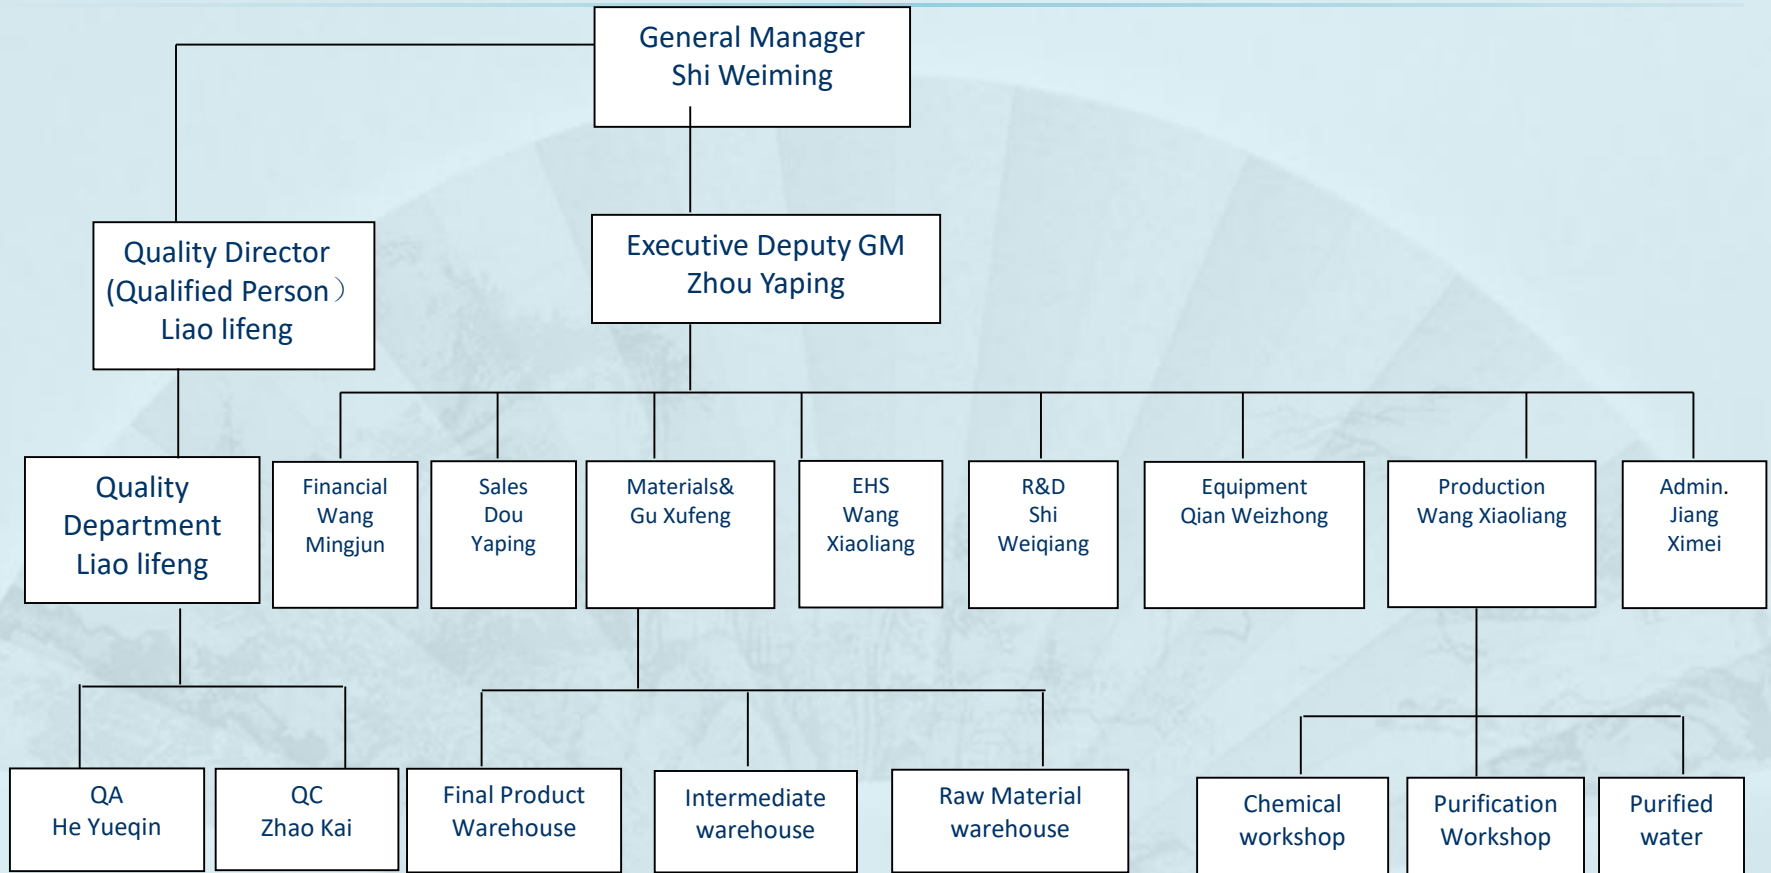 General Manager
Shi Weiming
Quality Director
(Qualified Person）
Liao lifeng
Executive Deputy GM
Zhou Yaping
Quality
Department
Liao lifeng
Financial
Wang
Mingjun
Sales
Dou
Yaping
Materials&
Gu Xufeng
EHS
Wang
Xiaoliang
R&D
Shi
Weiqiang
Equipment
Qian Weizhong
Production
Wang Xiaoliang
Admin.
Jiang
Ximei
QA
He Yueqin
QC
Zhao Kai
Final Product
Warehouse
Intermediate
warehouse
Raw Material
warehouse
Chemical
workshop
Purification
Workshop
Purified
water